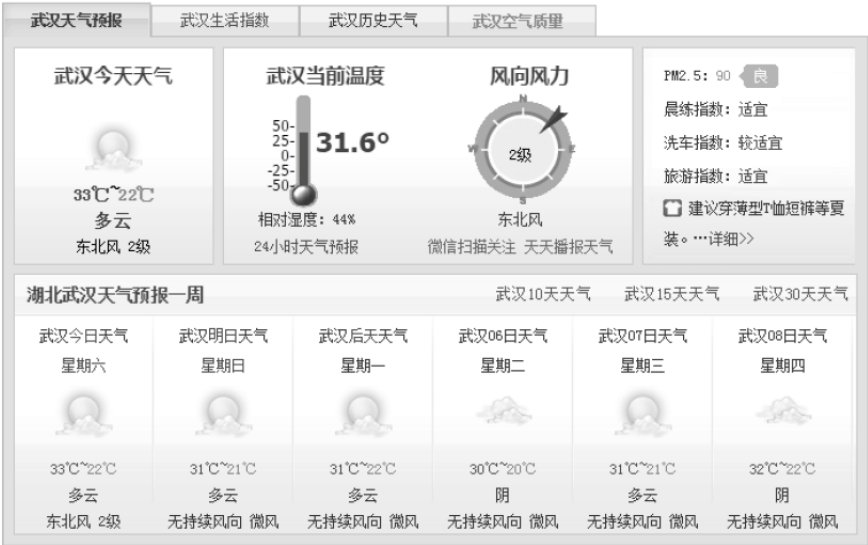 武汉天气预报 武汉生活指数 武汉历史天气 武汉空气质量
武汉今天天气
33℃~22℃
多云
东北风 2级
武汉当前温度
50-
25-
0-
-25-
-50-
31.6°
相对湿度: 44%
24小时天气预报
风向风力
N
W
E
S
2级
东北风
微信扫描关注 天天播报天气
PM2.5: 90 良
晨练指数: 适宜
洗车指数: 较适宜
旅游指数: 适宜
建议穿薄型T恤短裤等夏
装。…详细>>
湖北武汉天气预报一周 武汉10天天气 武汉15天天气 武汉30天天气
武汉今日天气 武汉明日天气 武汉后天天气 武汉06日天气 武汉07日天气 武汉08日天气
星期六 星期日 星期一 星期二 星期三 星期四
33℃~22℃ 31℃~21℃ 31℃~22℃ 30℃~20℃ 31℃~21℃ 32℃~22℃
多云 多云 多云 阴 多云 阴
东北风 2级 无持续风向 微风 无持续风向 微风 无持续风向 微风 无持续风向 微风 无持续风向 微风